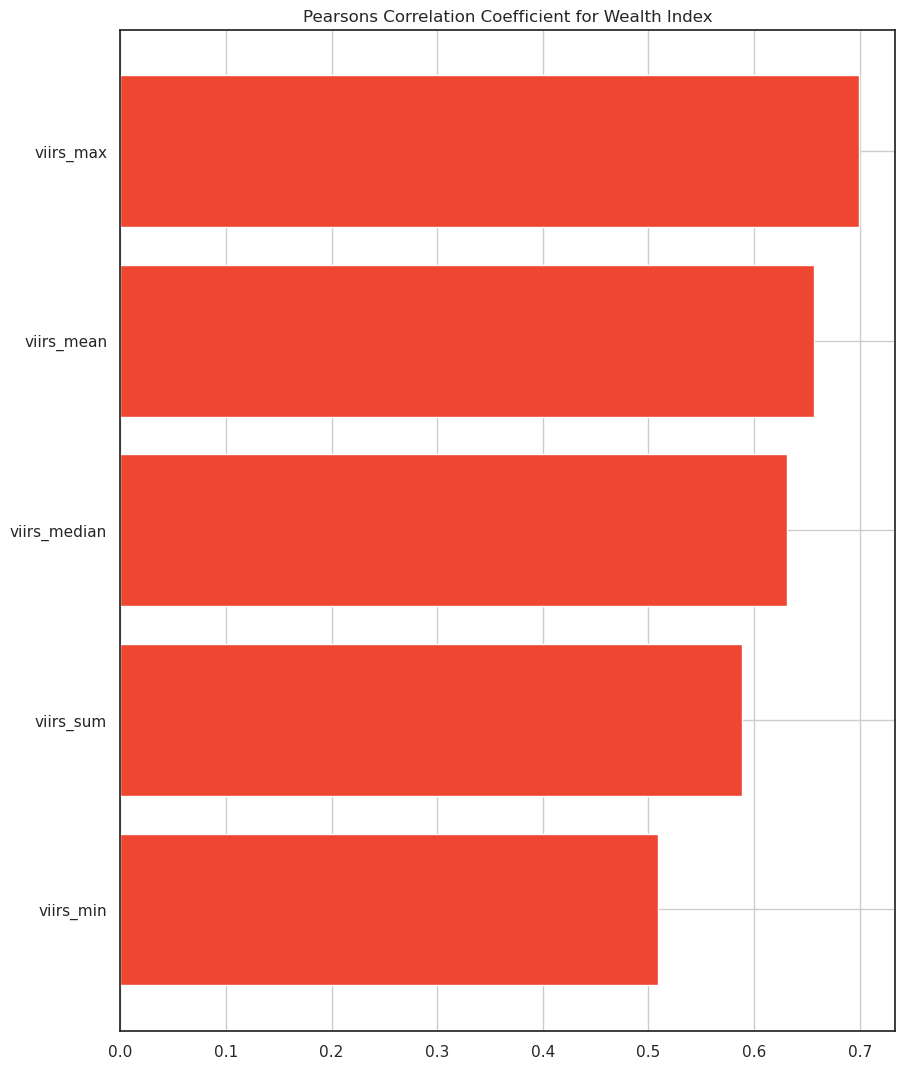 Pearsons Correlation Coefficient for Wealth Index
viirs_max
viirs_mean
viirs_median
viirs_sum
viirs_min
0.0 0.1 0.2 0.3 0.4 0.5 0.6 0.7